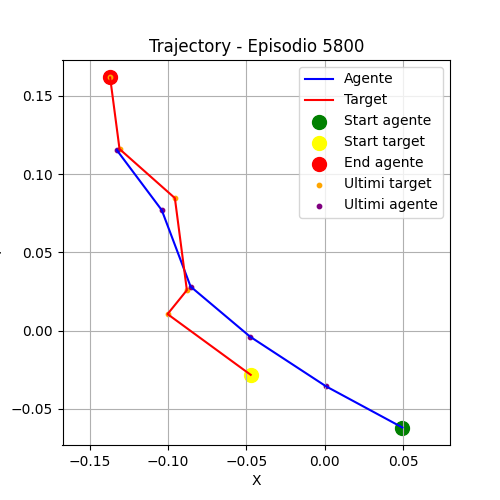 Trajectory - Episodio 5800
Agente
Target
Start agente
Start target
End agente
Ultimi target
Ultimi agente
0.15
0.10
0.05
0.00
−0.05
−0.15
−0.10
−0.05
0.00
0.05
X